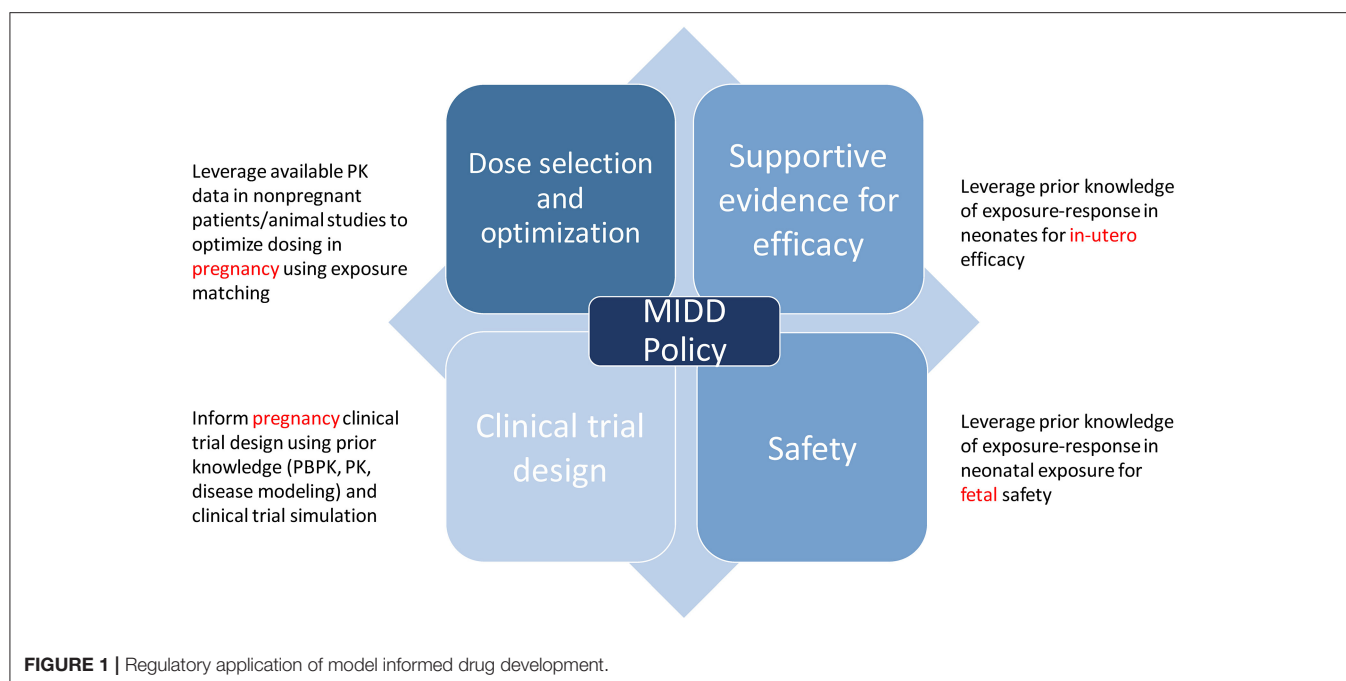 Leverage available PK
data in nonpregnant
patients/animal studies to
optimize dosing in
pregnancy using exposure
matching
Dose selection
and
optimization
Supportive
evidence for
efficacy
Leverage prior knowledge
of exposure-response in
neonates for in-utero
efficacy
MIDD
Policy
Inform pregnancy clinical
trial design using prior
knowledge (PBPK, PK,
disease modeling) and
clinical trial simulation
Clinical trial
design
Safety
Leverage prior knowledge
of exposure-response in
neonatal exposure for
fetal safety
FIGURE 1 | Regulatory application of model informed drug development.